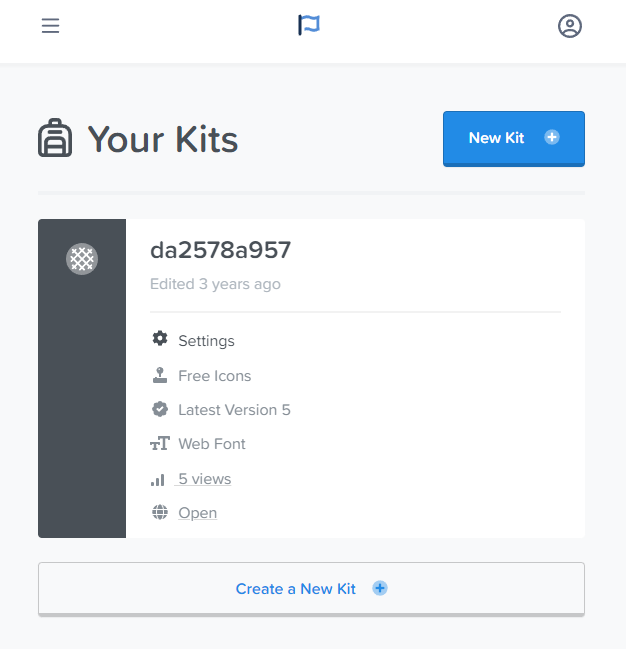 Your Kits
New Kit
da2578a957
Edited 3 years ago
Settings
Free Icons
Latest Version 5
Web Font
5 views
Open
Create a New Kit